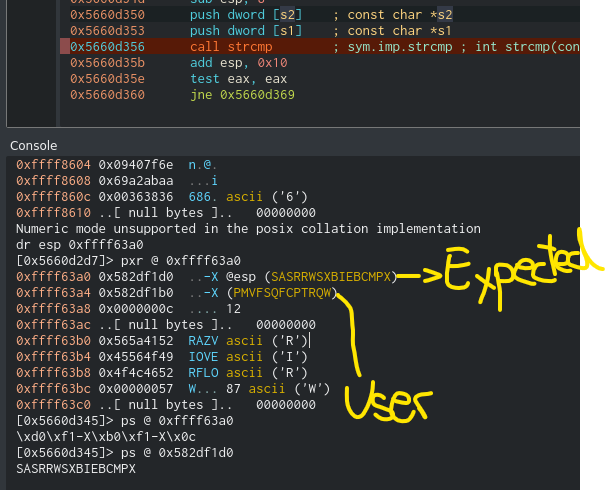 0x5660d34d sub esp, 8
0x5660d350 push dword [s2] ; const char *s2
0x5660d353 push dword [s1] ; const char *s1
0x5660d356 call strcmp ; sym.imp.strcmp ; int strcmp(con
0x5660d35b add esp, 0x10
0x5660d35e test eax, eax
0x5660d360 jne 0x5660d369
Console
0xffff8604 0x09407f6e n.@.
0xffff8608 0x69a2abaa ...i
0xffff860c 0x00363836 686. ascii ('6')
0xffff8610 ..[ null bytes ].. 00000000
Numeric mode unsupported in the posix collation implementation
dr esp 0xffff63a0
[0x5660d2d7]> pxr @ 0xffff63a0
0xffff63a0 0x582df1d0 ..-X @esp (SASRRWSXBIEBCMPX) Expected
0xffff63a4 0x582df1b0 ..-X (PMVFSQFCPTRQW)
0xffff63a8 0x0000000c .... 12
0xffff63ac ..[ null bytes ].. 00000000
0xffff63b0 0x565a4152 RAZV ascii ('R')
0xffff63b4 0x45564f49 IOVE ascii ('I')
0xffff63b8 0x4f4c4652 RFLO ascii ('R')
0xffff63bc 0x00000057 W... 87 ascii ('W')
User
0xffff63c0 ..[ null bytes ].. 00000000
[0x5660d345]> ps @ 0xffff63a0
\xd0\xf1-X\xb0\xf1-X\x0c
[0x5660d345]> ps @ 0x582df1d0
SASRRWSXBIEBCMPX